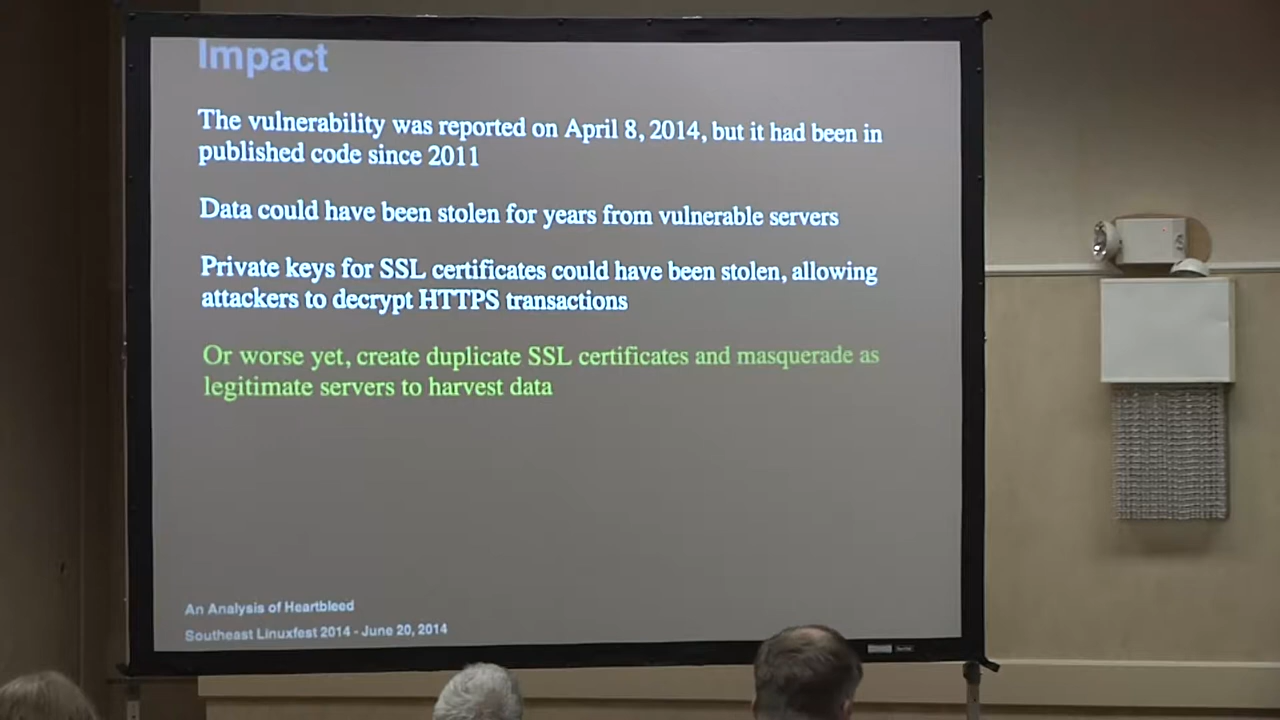 Impact
The vulnerability was reported on April 8, 2014, but it had been in
published code since 2011
Data could have been stolen for years from vulnerable servers
Private keys for SSL certificates could have been stolen, allowing
attackers to decrypt HTTPS transactions
Or worse yet, create duplicate SSL certificates and masquerade as
legitimate servers to harvest data
An Analysis of Heartbleed
Southeast Linuxfest 2014 - June 20, 2014